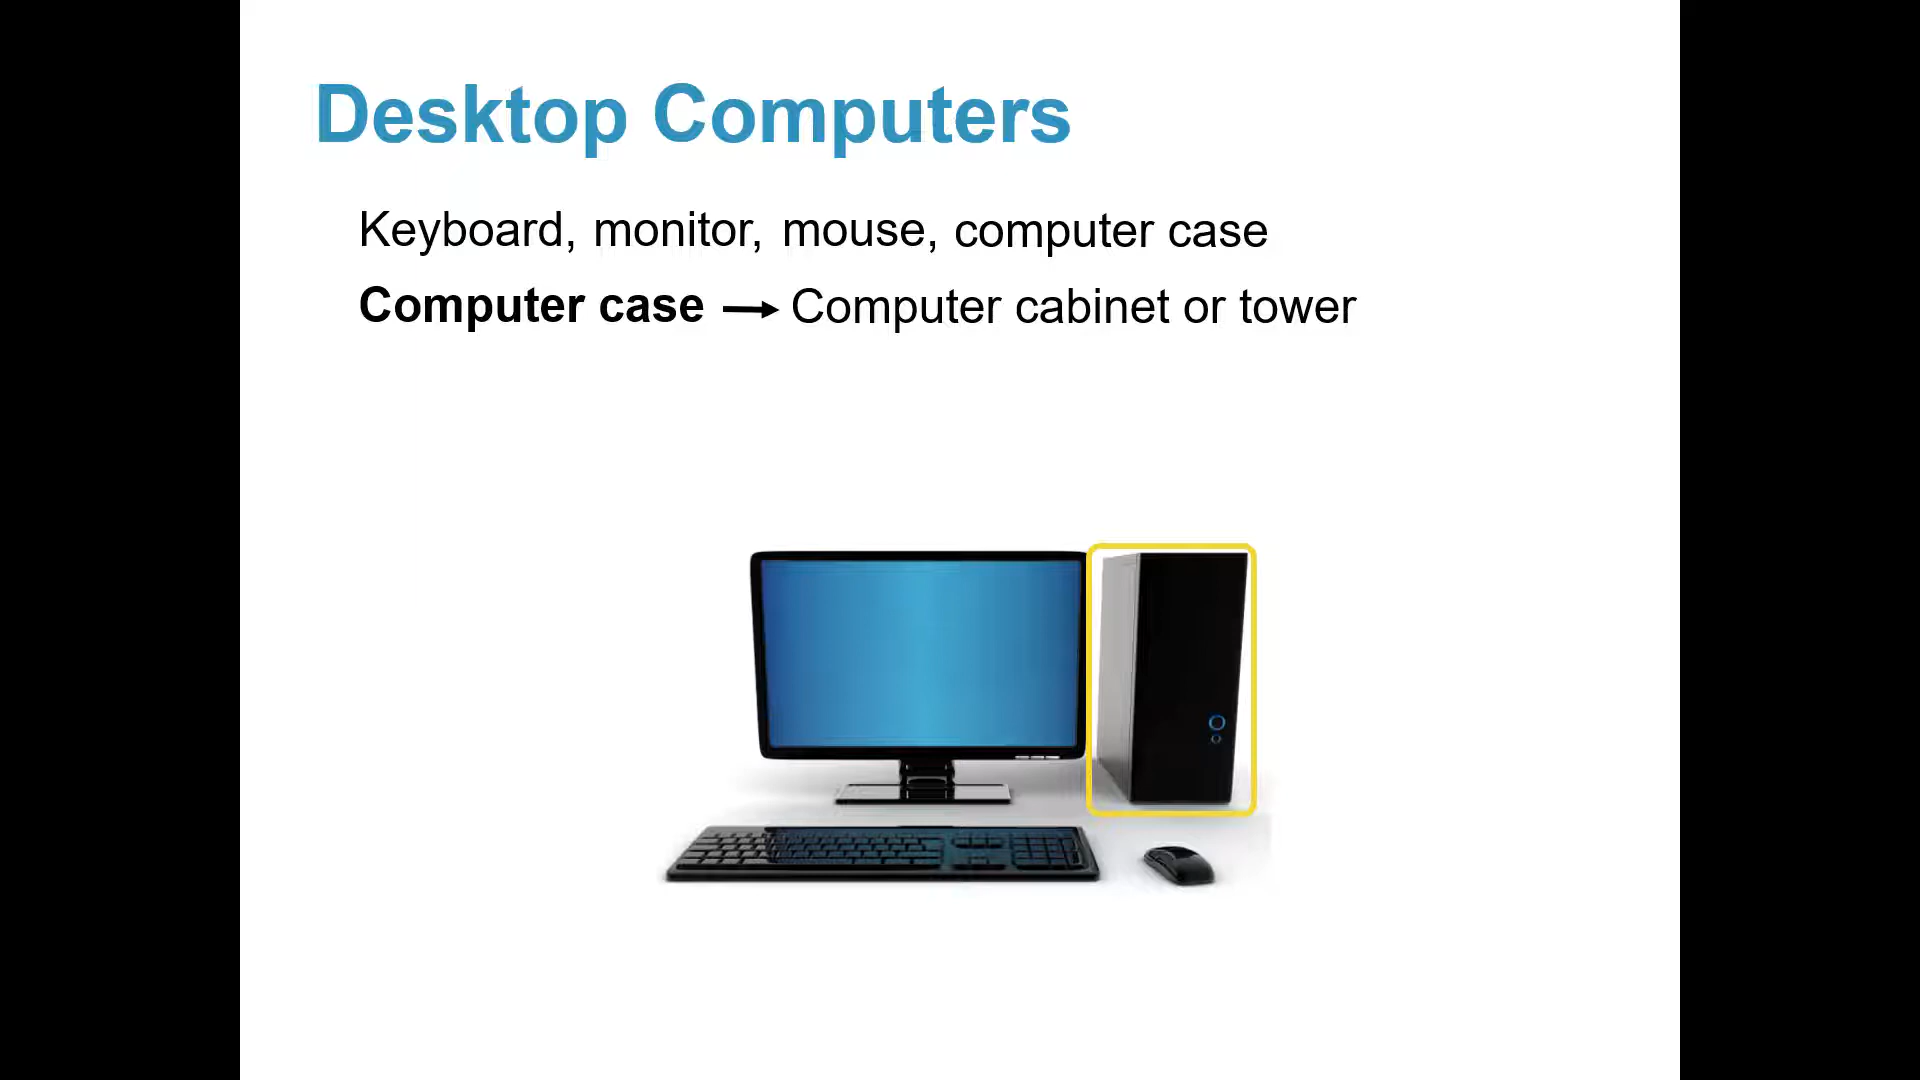 Desktop Computers
Keyboard, monitor, mouse, computer case
Computer case → Computer cabinet or tower